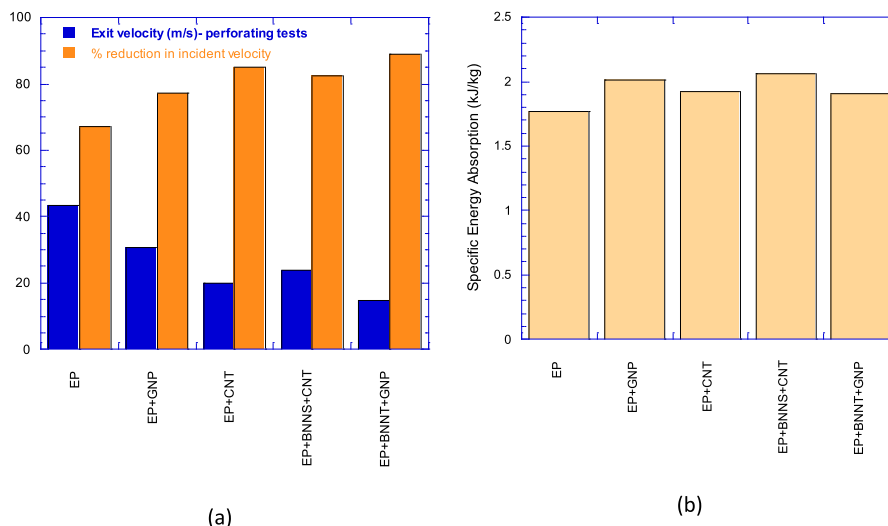 100
80
60
40
20
0
Exit velocity (m/s)- perforating tests
% reduction in incident velocity
EP
EP+GNP
EP+CNT
EP+BNNS+CNT
EP+BNNT+GNP
(a)
Specific Energy Absorption (kJ/kg)
2.5
2
1.5
1
0.5
0
EP
EP+GNP
EP+CNT
EP+BNNS+CNT
EP+BNNT+GNP
(b)